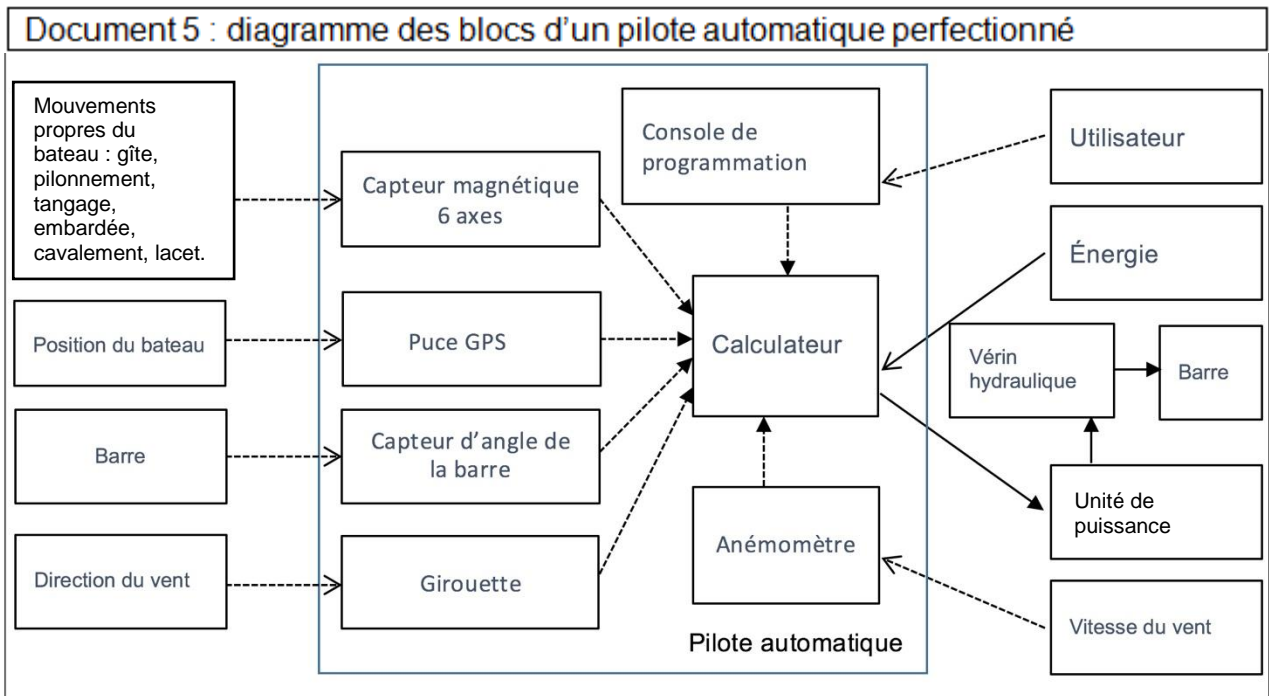 Document 5 : diagramme des blocs d'un pilote automatique perfectionné
Mouvements
propres du
bateau : gîte,
pilonnement,
tangage,
embardée,
cavalement, lacet.
Position du bateau
Barre
Direction du vent
Capteur magnétique
6 axes
Puce GPS
Capteur d'angle de
la barre
Girouette
Console de
programmation
Calculateur
Anémomètre
Pilote automatique
Utilisateur
Énergie
Vérin
hydraulique
Barre
Unité de
puissance
Vitesse du vent